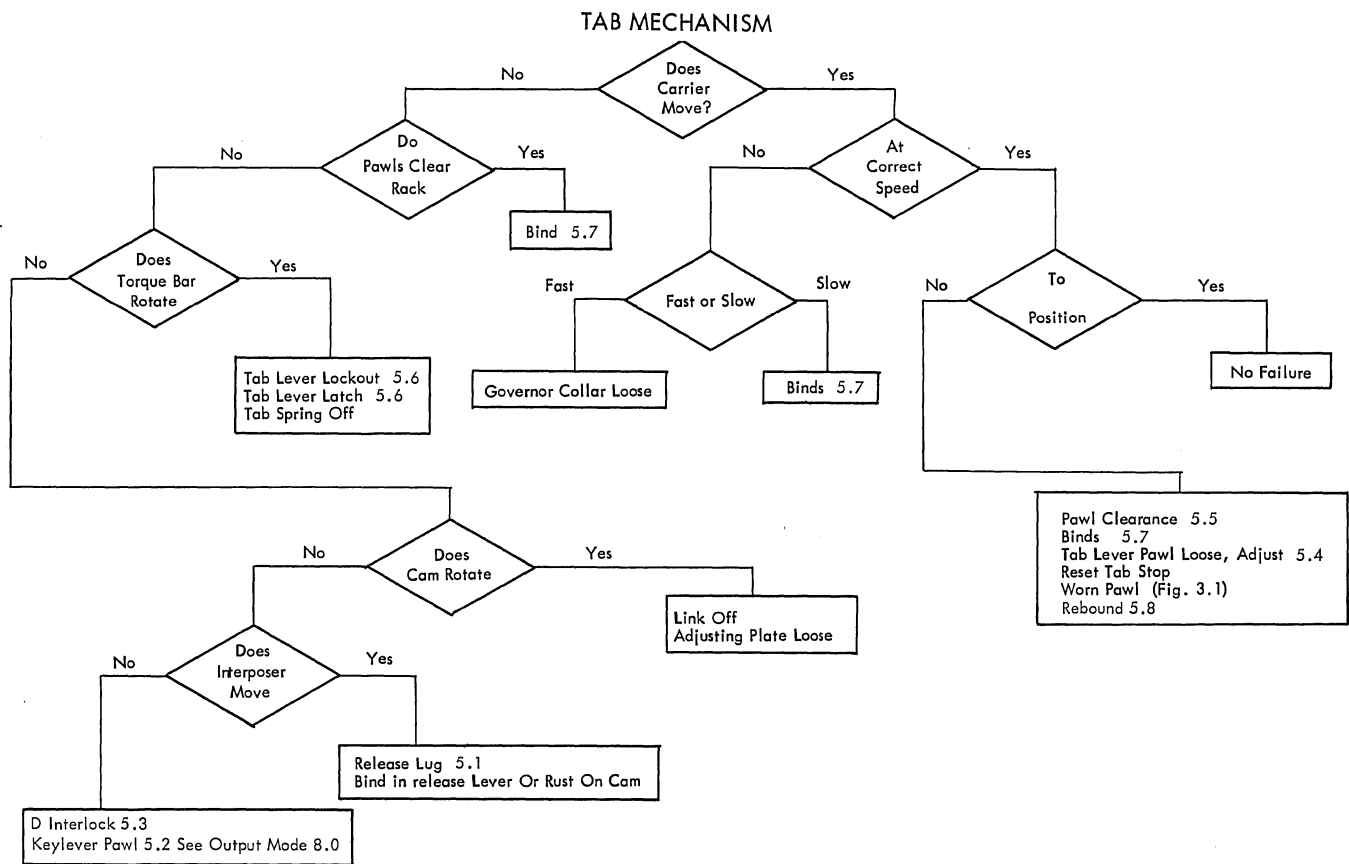 TAB MECHANISM
Does
Carrier
Move?
No
Yes
Do
Pawls Clear
Rack
No
Yes
At
Correct
Speed
No
Yes
Bind 5.7
Does
Torque Bar
Rotate
No
Yes
Fast or Slow
Fast
Slow
To
Position
No
Yes
Tab Lever Lockout 5.6
Tab Lever Latch 5.6
Tab Spring Off
Governor Collar Loose
Binds 5.7
No Failure
Pawl Clearance 5.5
Binds 5.7
Tab Lever Pawl Loose, Adjust 5.4
Reset Tab Stop
Worn Pawl (Fig. 3.1)
Rebound 5.8
Does
Cam Rotate
No
Yes
Link Off
Adjusting Plate Loose
Does
Interposer
Move
No
Yes
Release Lug 5.1
Bind in release Lever Or Rust On Cam
D Interlock 5.3
Keylever Pawl 5.2 See Output Mode 8.0